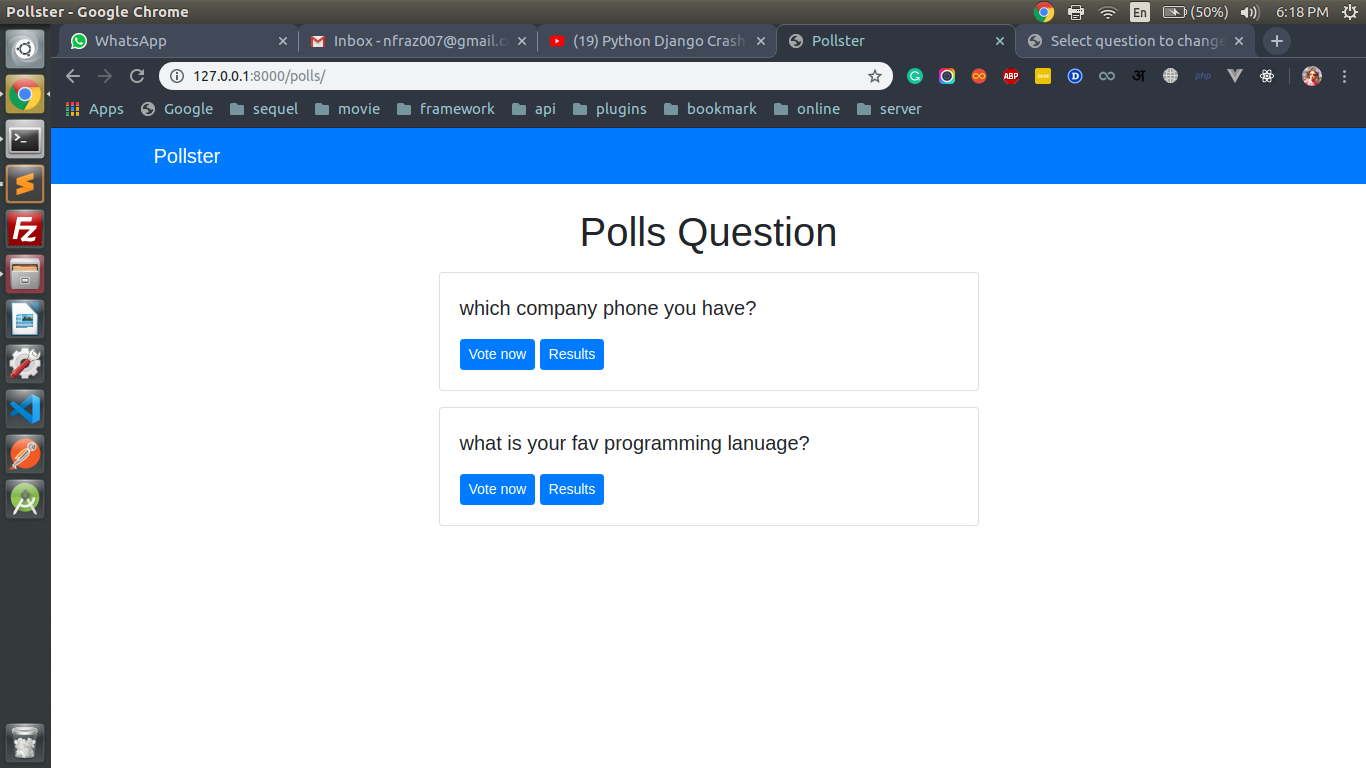 Pollster - Google Chrome
En
(50%)
6:18 PM
WhatsApp
Inbox - nfraz007@gmail.c
(19) Python Django Crash
Pollster
Select question to change
127.0.0.1:8000/polls/
ABP
php
Apps
Google
sequel
movie
framework
api
plugins
bookmark
online
server
Pollster
Polls Question
which company phone you have?
Vote now
Results
what is your fav programming lanuage?
Vote now
Results